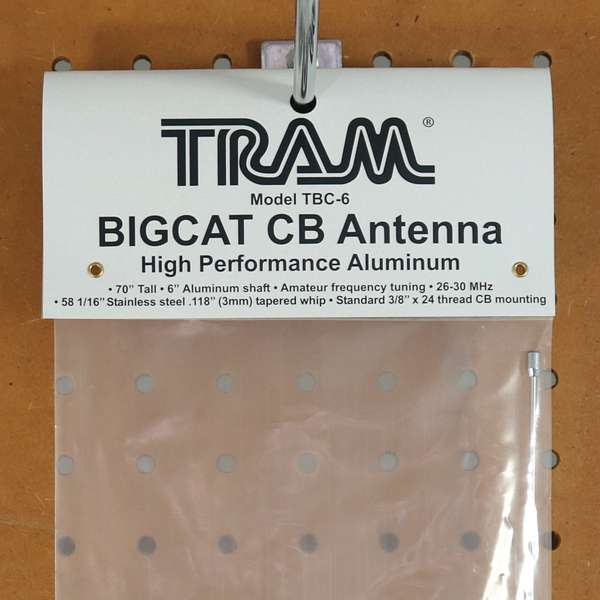 TRAM®
Model TBC-6
BIGCAT CB Antenna
High Performance Aluminum
• 70” Tall • 6” Aluminum shaft • Amateur frequency tuning • 26-30 MHz
• 58 1/16” Stainless steel .118” (3mm) tapered whip • Standard 3/8” x 24 thread CB mounting